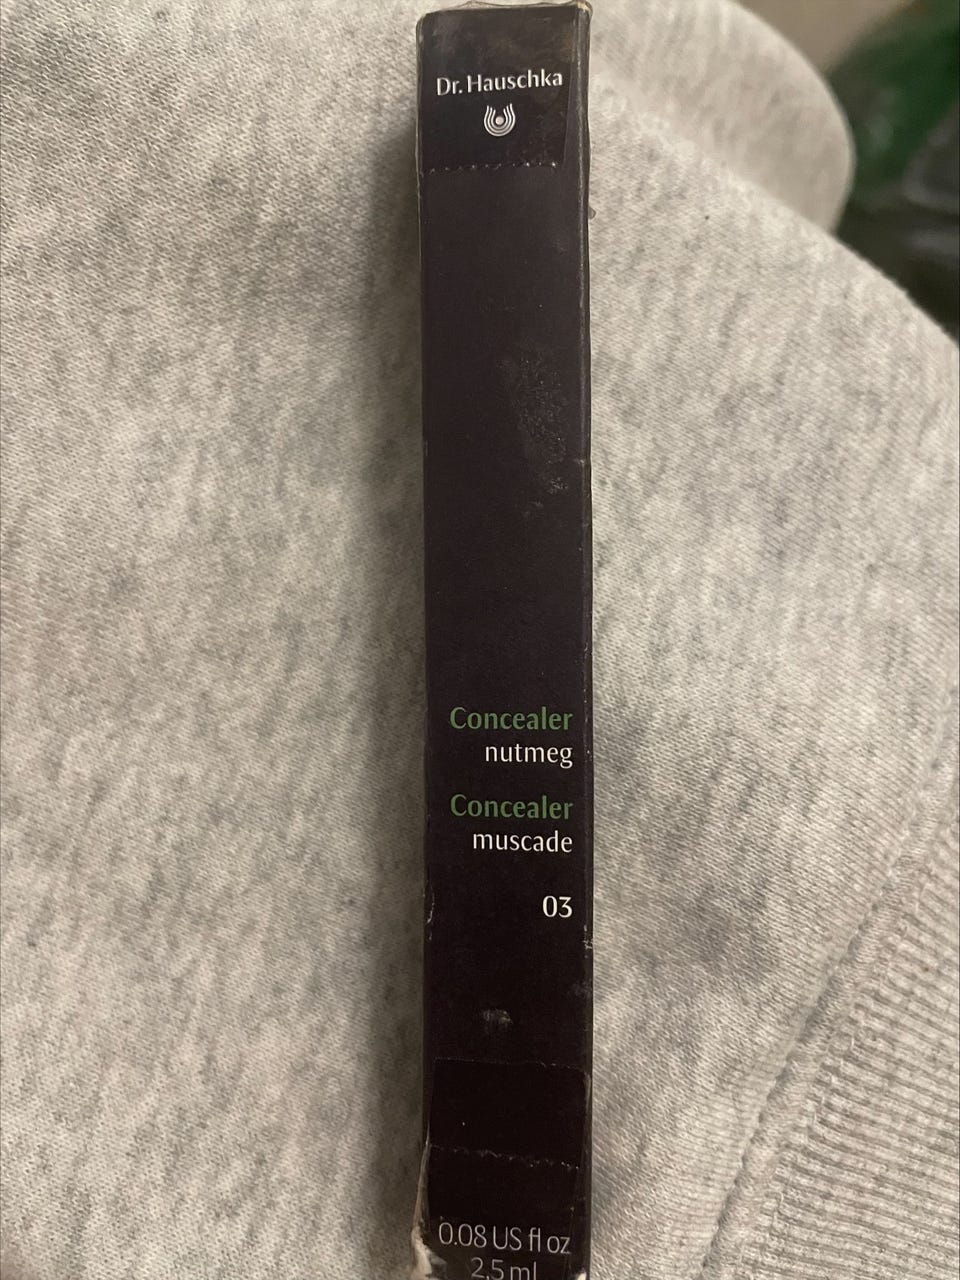 Dr. Hauschka
Concealer
nutmeg
Concealer
muscade
03
0.08 US fl oz
2,5 ml